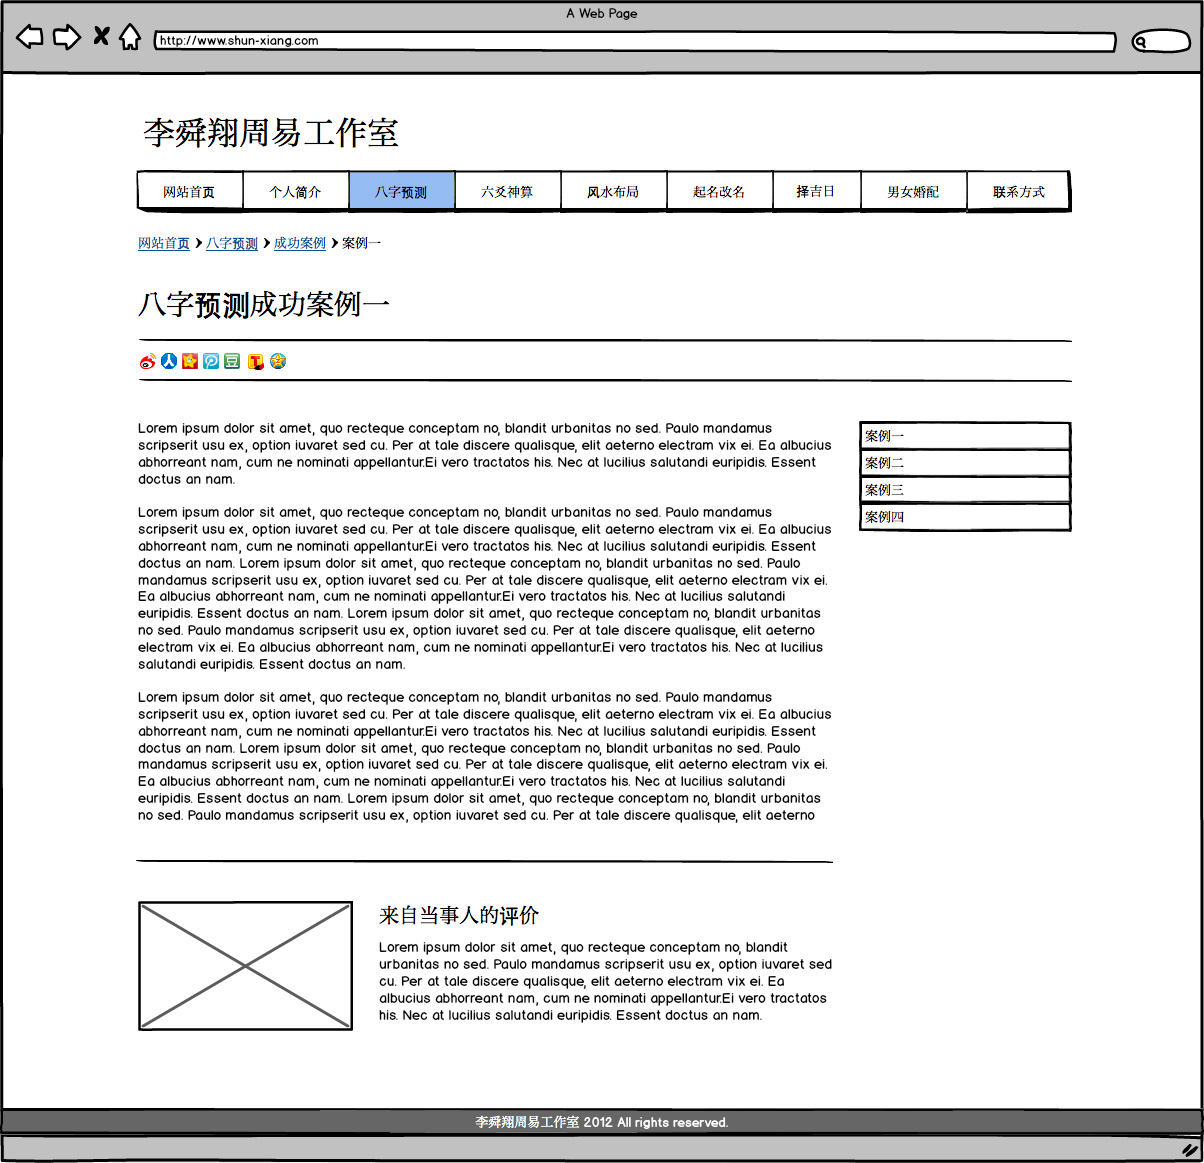 A Web Page
http://www.shun-xiang.com
李舜翔周易工作室
网站首页 个人简介 八字预测 六爻神算 风水布局 起名改名 择吉日 男女婚配 联系方式
网站首页 > 八字预测 > 成功案例 > 案例一
八字预测成功案例一
Lorem ipsum dolor sit amet, quo recteque conceptam no, blandit urbanitas no sed. Paulo mandamus
scripserit usu ex, option iuvaret sed cu. Per at tale discere qualisque, elit aeterno electram vix ei. Ea albucius
abhorreant nam, cum ne nominati appellantur.Ei vero tractatos his. Nec at lucilius salutandi euripidis. Essent
doctus an nam.
Lorem ipsum dolor sit amet, quo recteque conceptam no, blandit urbanitas no sed. Paulo mandamus
scripserit usu ex, option iuvaret sed cu. Per at tale discere qualisque, elit aeterno electram vix ei. Ea albucius
abhorreant nam, cum ne nominati appellantur.Ei vero tractatos his. Nec at lucilius salutandi euripidis. Essent
doctus an nam. Lorem ipsum dolor sit amet, quo recteque conceptam no, blandit urbanitas no sed. Paulo
mandamus scripserit usu ex, option iuvaret sed cu. Per at tale discere qualisque, elit aeterno electram vix ei.
Ea albucius abhorreant nam, cum ne nominati appellantur.Ei vero tractatos his. Nec at lucilius salutandi
euripidis. Essent doctus an nam. Lorem ipsum dolor sit amet, quo recteque conceptam no, blandit urbanitas
no sed. Paulo mandamus scripserit usu ex, option iuvaret sed cu. Per at tale discere qualisque, elit aeterno
electram vix ei. Ea albucius abhorreant nam, cum ne nominati appellantur.Ei vero tractatos his. Nec at lucilius
salutandi euripidis. Essent doctus an nam.
Lorem ipsum dolor sit amet, quo recteque conceptam no, blandit urbanitas no sed. Paulo mandamus
scripserit usu ex, option iuvaret sed cu. Per at tale discere qualisque, elit aeterno electram vix ei. Ea albucius
abhorreant nam, cum ne nominati appellantur.Ei vero tractatos his. Nec at lucilius salutandi euripidis. Essent
doctus an nam. Lorem ipsum dolor sit amet, quo recteque conceptam no, blandit urbanitas no sed. Paulo
mandamus scripserit usu ex, option iuvaret sed cu. Per at tale discere qualisque, elit aeterno electram vix ei.
Ea albucius abhorreant nam, cum ne nominati appellantur.Ei vero tractatos his. Nec at lucilius salutandi
euripidis. Essent doctus an nam. Lorem ipsum dolor sit amet, quo recteque conceptam no, blandit urbanitas
no sed. Paulo mandamus scripserit usu ex, option iuvaret sed cu. Per at tale discere qualisque, elit aeterno
案例一
案例二
案例三
案例四
来自当事人的评价
Lorem ipsum dolor sit amet, quo recteque conceptam no, blandit
urbanitas no sed. Paulo mandamus scripserit usu ex, option iuvaret sed
cu. Per at tale discere qualisque, elit aeterno electram vix ei. Ea
albucius abhorreant nam, cum ne nominati appellantur.Ei vero tractatos
his. Nec at lucilius salutandi euripidis. Essent doctus an nam.
李舜翔周易工作室 2012 All rights reserved.